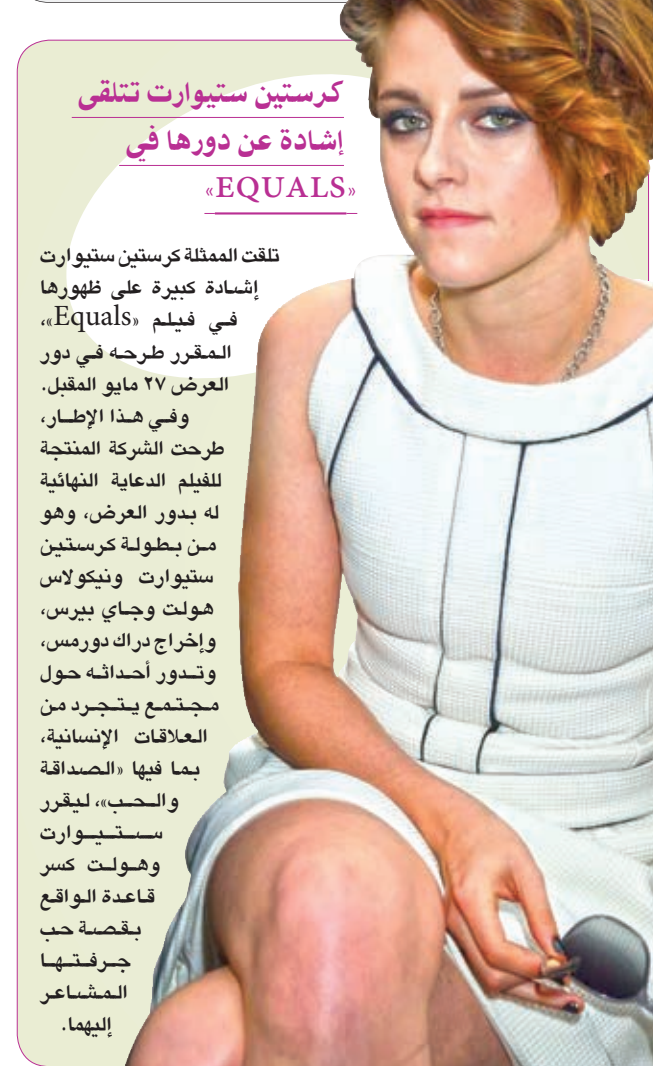 كرستين ستيوارت تتلقى
إشادة عن دورها في
«EQUALS»
تلقت الممثلة كرستين ستيوارت
إشادة كبيرة على ظهورها
في فيلم «Equals»،
المقرر طرحه في دور
العرض ٢٧ مايو المقبل.
وفي هذا الإطار،
طرحت الشركة المنتجة
للفيلم الدعاية النهائية
له بدور العرض، وهو
من بطولة كرستين
ستيوارت ونيكولاس
هولت وجاي بيرس،
وإخراج دراك دورمس،
وتدور أحداثه حول
مجتمع يتجرد من
العلاقات الإنسانية،
بما فيها «الصداقة
والحب»، ليقرر
ستيوارت
وهولت كسر
قاعدة الواقع
بقصة حب
جرفتها
المشاعر
إليهما.